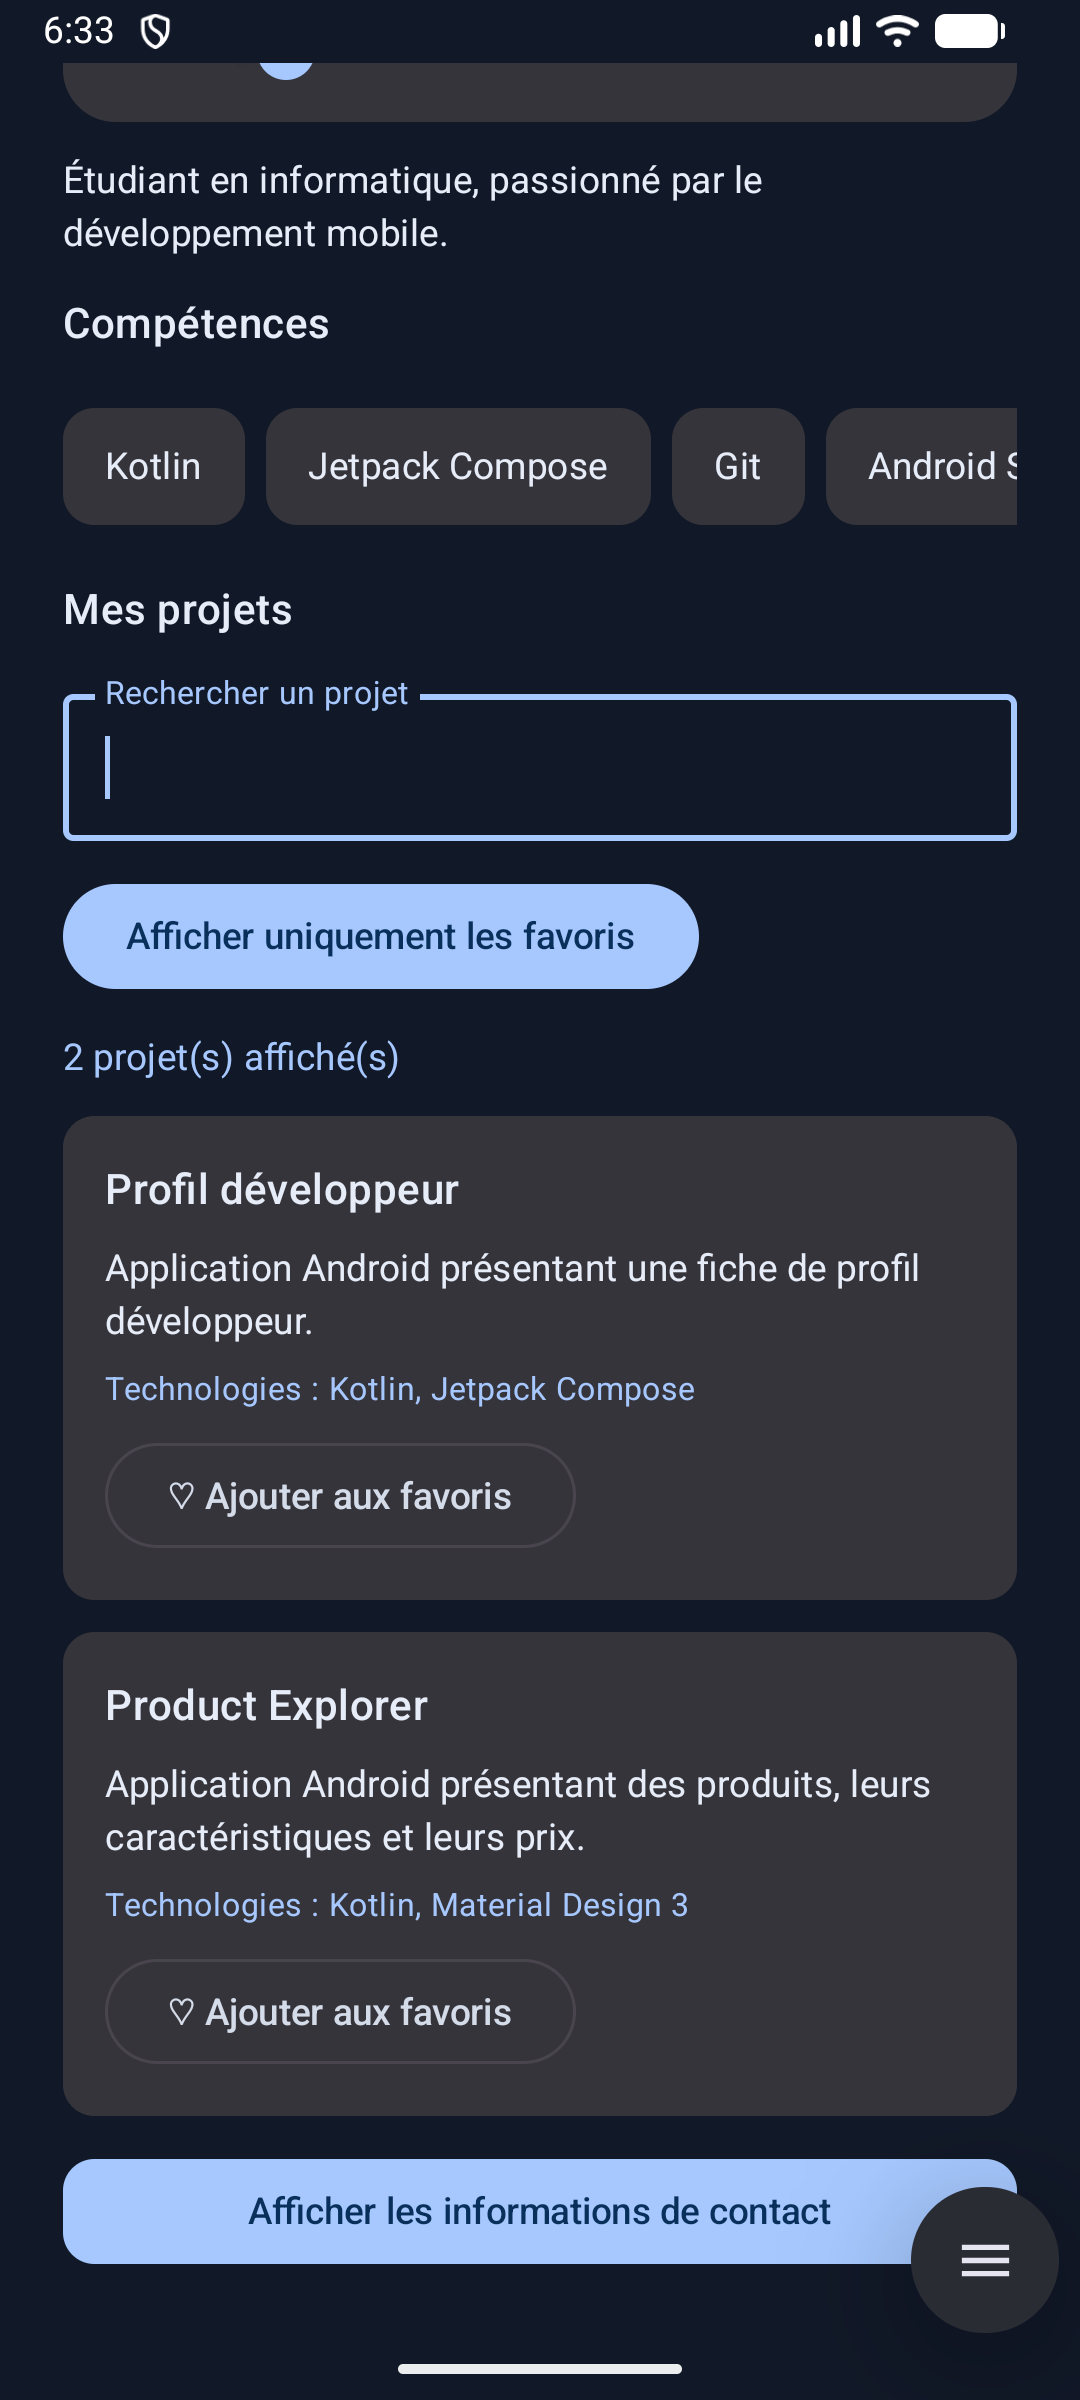 6:33
Étudiant en informatique, passionné par le
développement mobile.
Compétences
Kotlin
Jetpack Compose
Git
Android
Mes projets
Rechercher un projet
Afficher uniquement les favoris
2 projet(s) affiché(s)
Profil développeur
Application Android présentant une fiche de profil
développeur.
Technologies : Kotlin, Jetpack Compose
♡ Ajouter aux favoris
Product Explorer
Application Android présentant des produits, leurs
caractéristiques et leurs prix.
Technologies : Kotlin, Material Design 3
♡ Ajouter aux favoris
Afficher les informations de contact